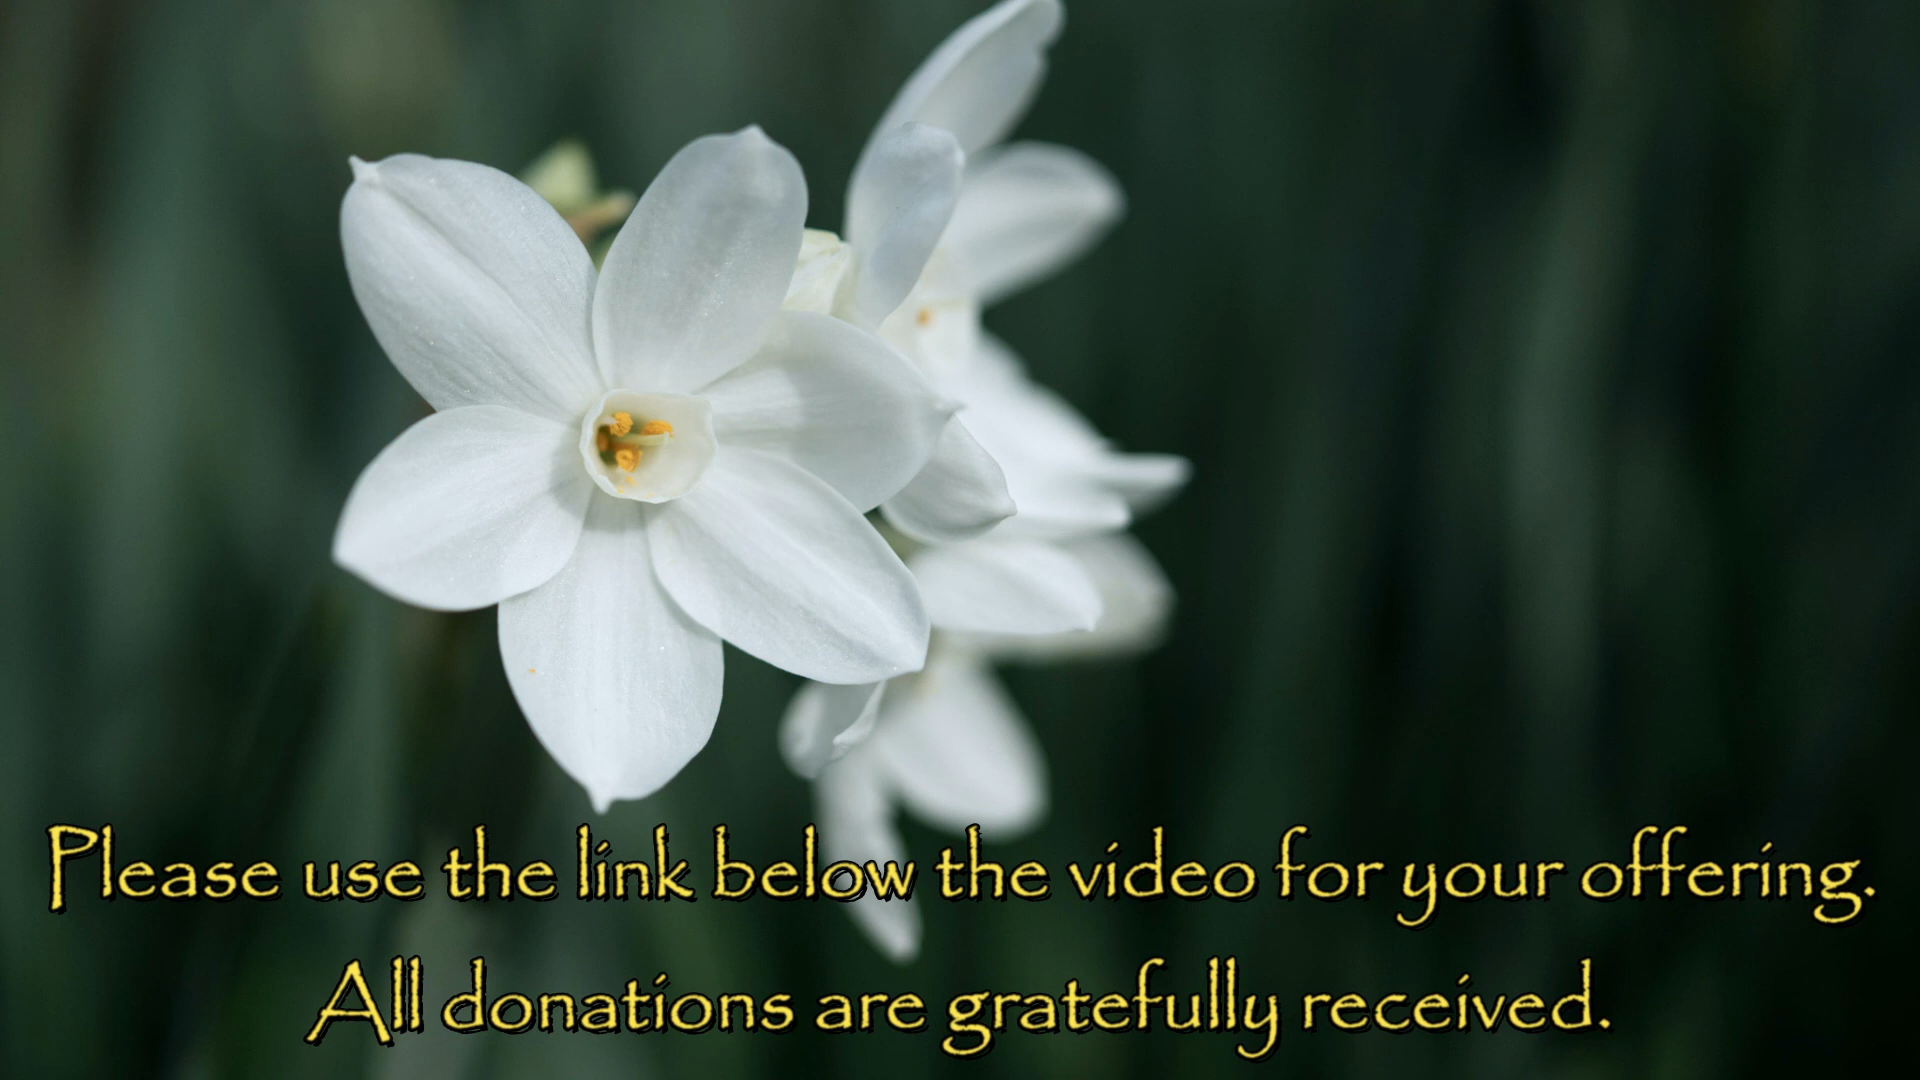 Please use the link below the video for your offering.
All donations are gratefully received.